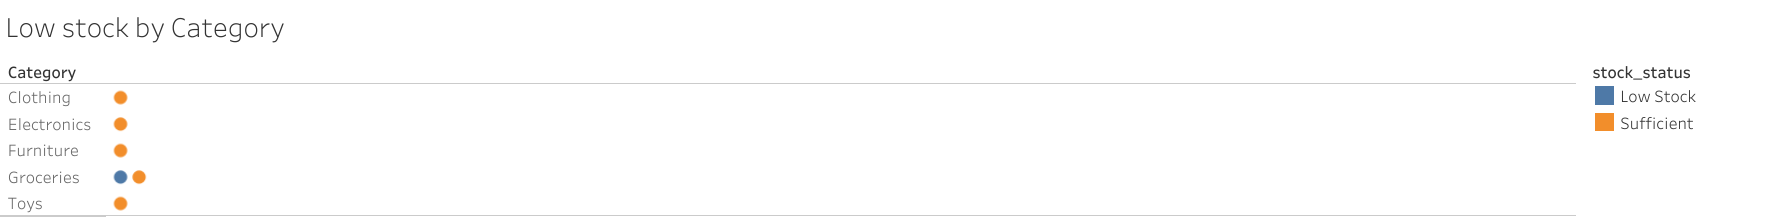 Low stock by Category
Category
Clothing
Electronics
Furniture
Groceries
Toys
stock_status
Low Stock
Sufficient